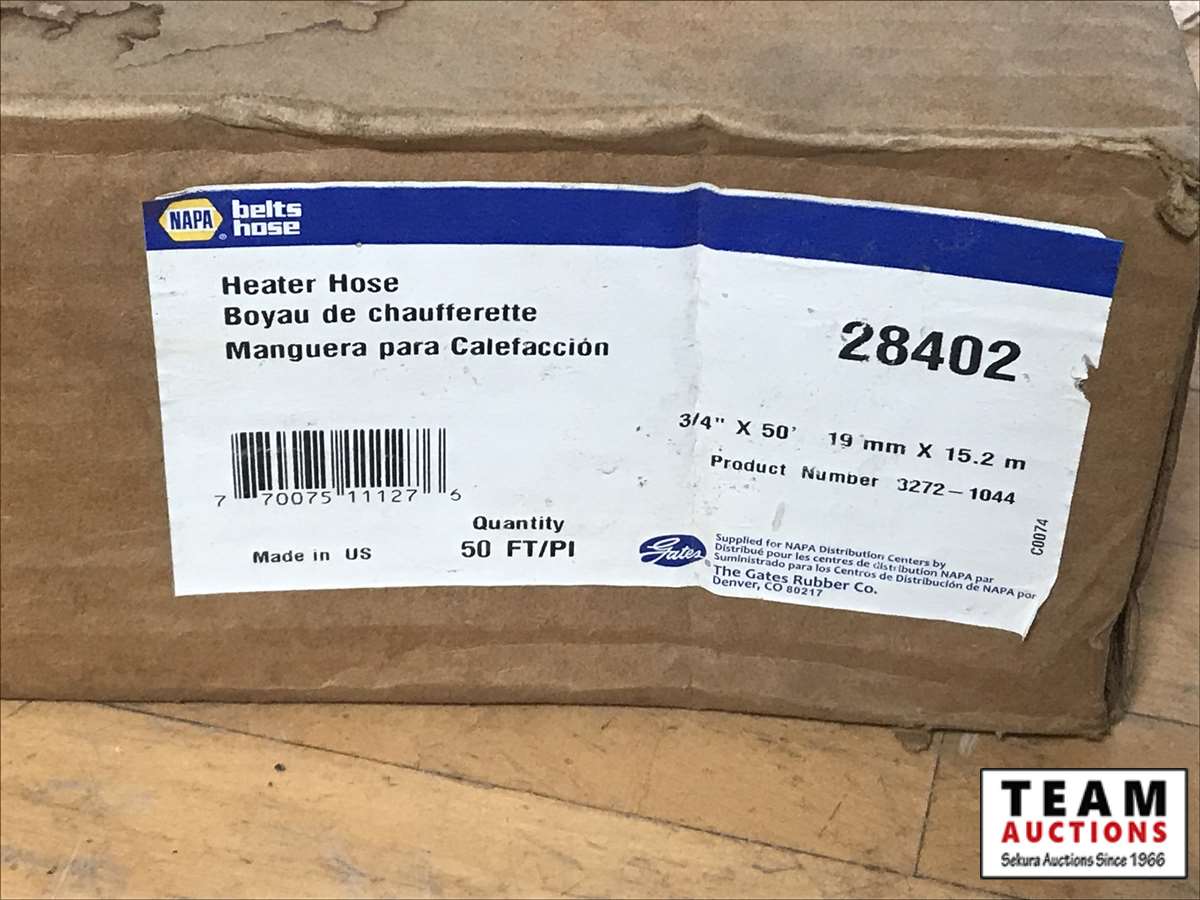 NAPA® belts
hose
Heater Hose
Boyau de chaufferette
Manguera para Calefacción
28402
3/4" X 50' 19 mm X 15.2 m
Product Number 3272-1044
7 70075 11127 6
Quantity
50 FT/PI
Made in US
C0074
Gates®
Supplied for NAPA Distribution Centers by
Distribué pour les centres de distribution NAPA par
Suministrado para los Centros de Distribución de NAPA por
The Gates Rubber Co.
Denver, CO 80217
TEAM
AUCTIONS
Sekura Auctions Since 1966